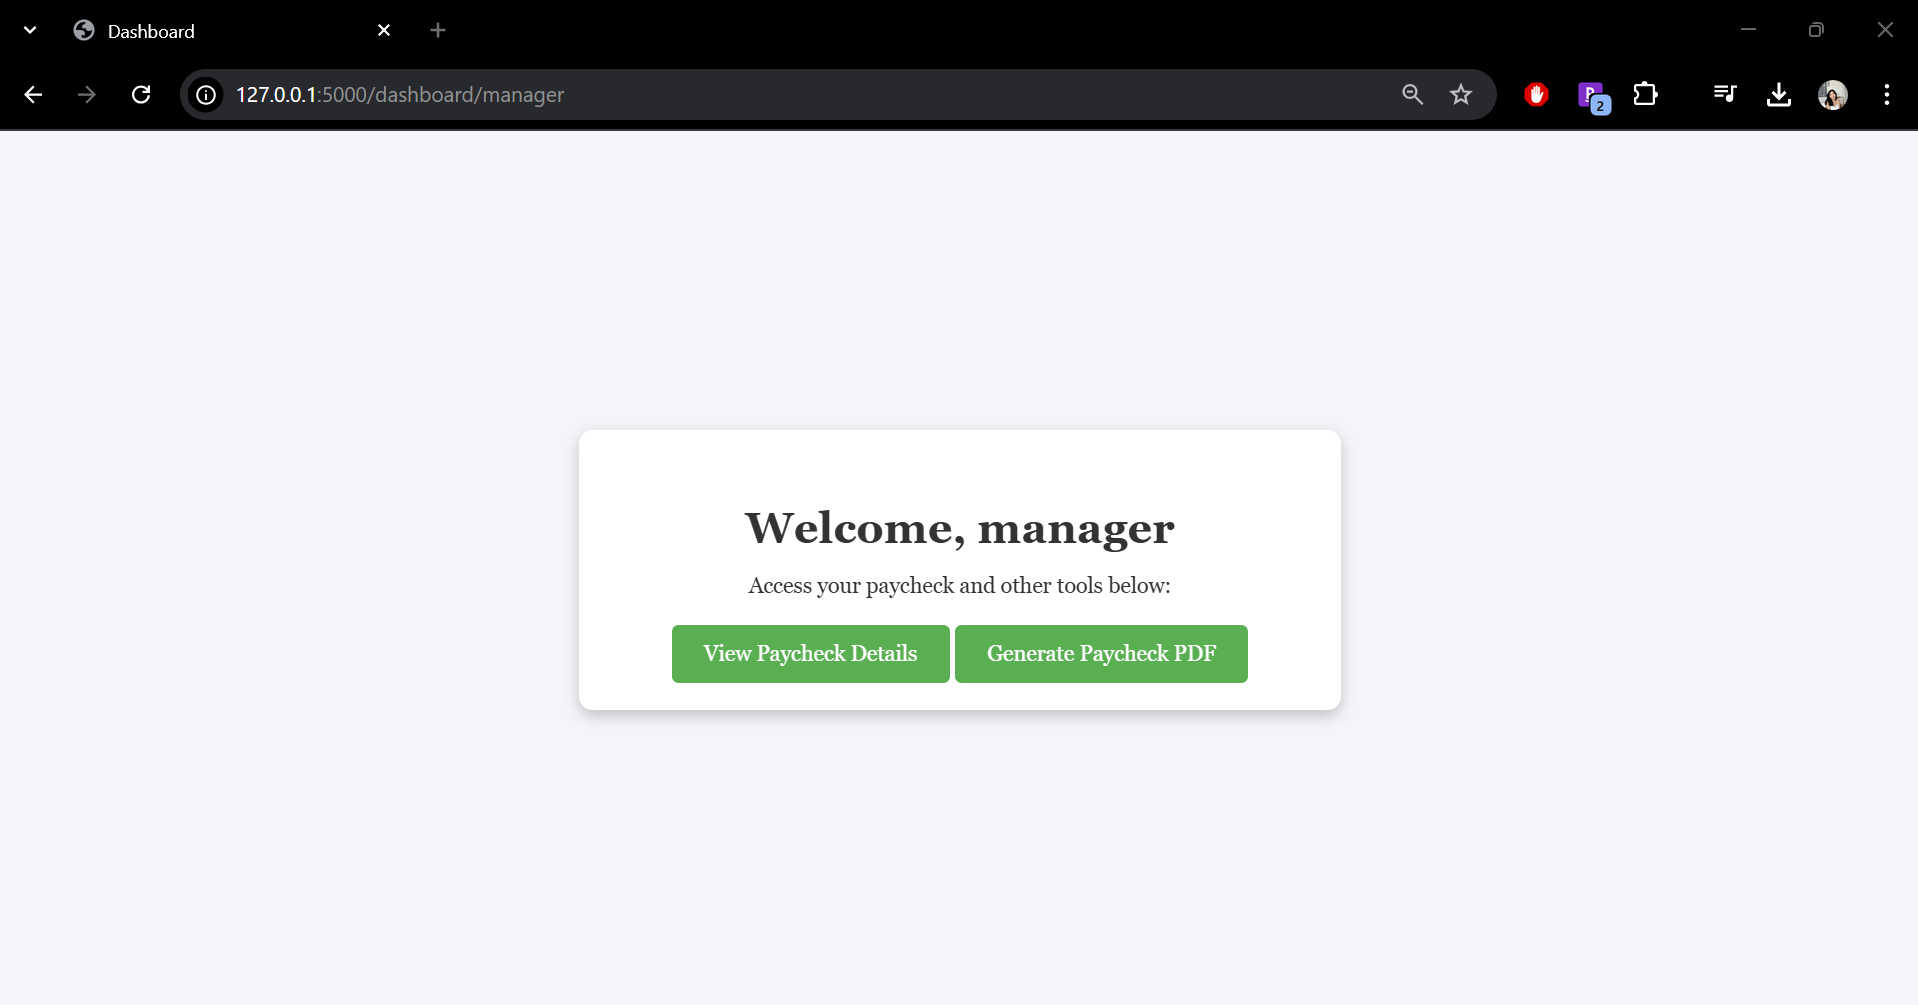 Dashboard
127.0.0.1:5000/dashboard/manager
2
Welcome, manager
Access your paycheck and other tools below:
View Paycheck Details Generate Paycheck PDF